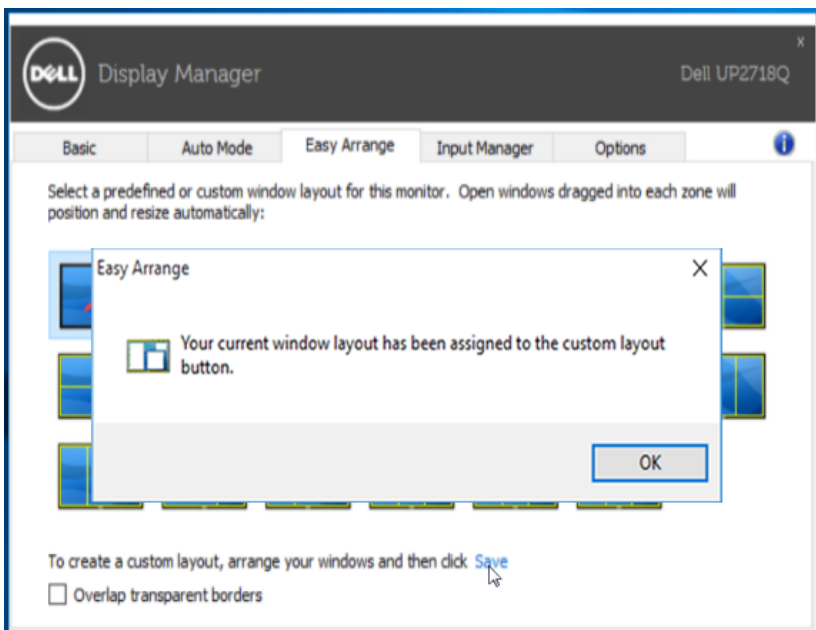 x
DELL
Display Manager
Dell UP2718Q
Basic
Auto Mode
Easy Arrange
Input Manager
Options
i
Select a predefined or custom window layout for this monitor. Open windows dragged into each zone will
position and resize automatically:
Easy Arrange
Your current window layout has been assigned to the custom layout
button.
OK
To create a custom layout, arrange your windows and then click Save
Overlap transparent borders